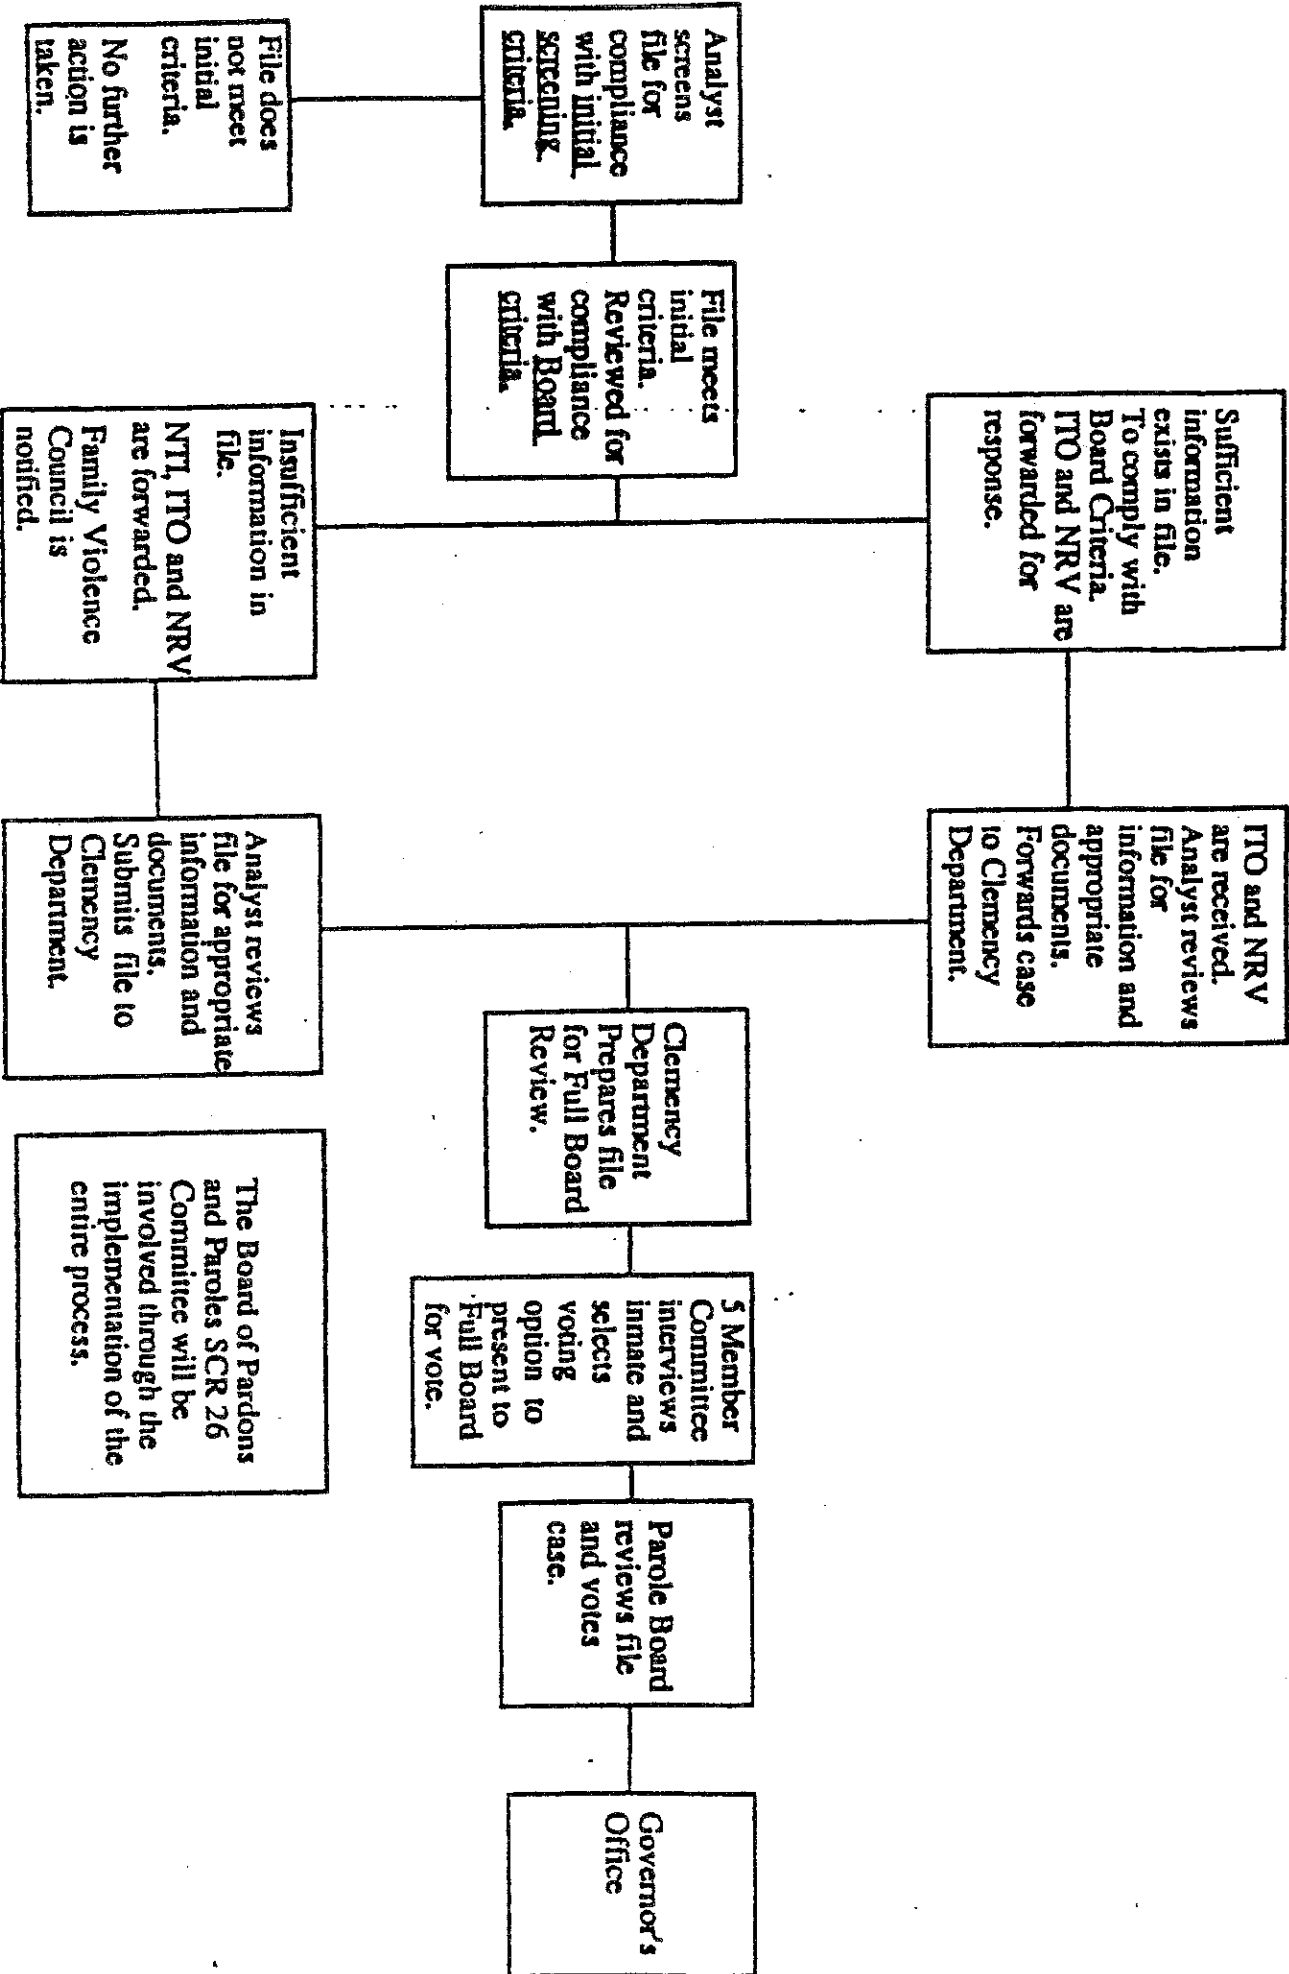 Analyst
screens
file for
compliance
with initial
screening
criteria.
File does
not meet
initial
criteria.
No further
action is
taken.
File meets
initial
criteria.
Reviewed for
compliance
with Board
criteria.
Sufficient
information
exists in file.
To comply with
Board Criteria.
ITO and NRV are
forwarded for
response.
Insufficient
information in
file.
NTI, ITO and NRV
are forwarded.
Family Violence
Council is
notified.
ITO and NRV
are received.
Analyst reviews
file for
information and
appropriate
documents.
Forwards case
to Clemency
Department.
Analyst reviews
file for appropriate
information and
documents.
Submits file to
Clemency
Department.
Clemency
Department
Prepares file
for Full Board
Review.
5 Member
Committee
interviews
inmate and
selects
voting
option to
present to
Full Board
for vote.
Parole Board
reviews file
and votes
case.
Governor's
Office
The Board of Pardons
and Paroles SCR 26
Committee will be
involved through the
implementation of the
entire process.